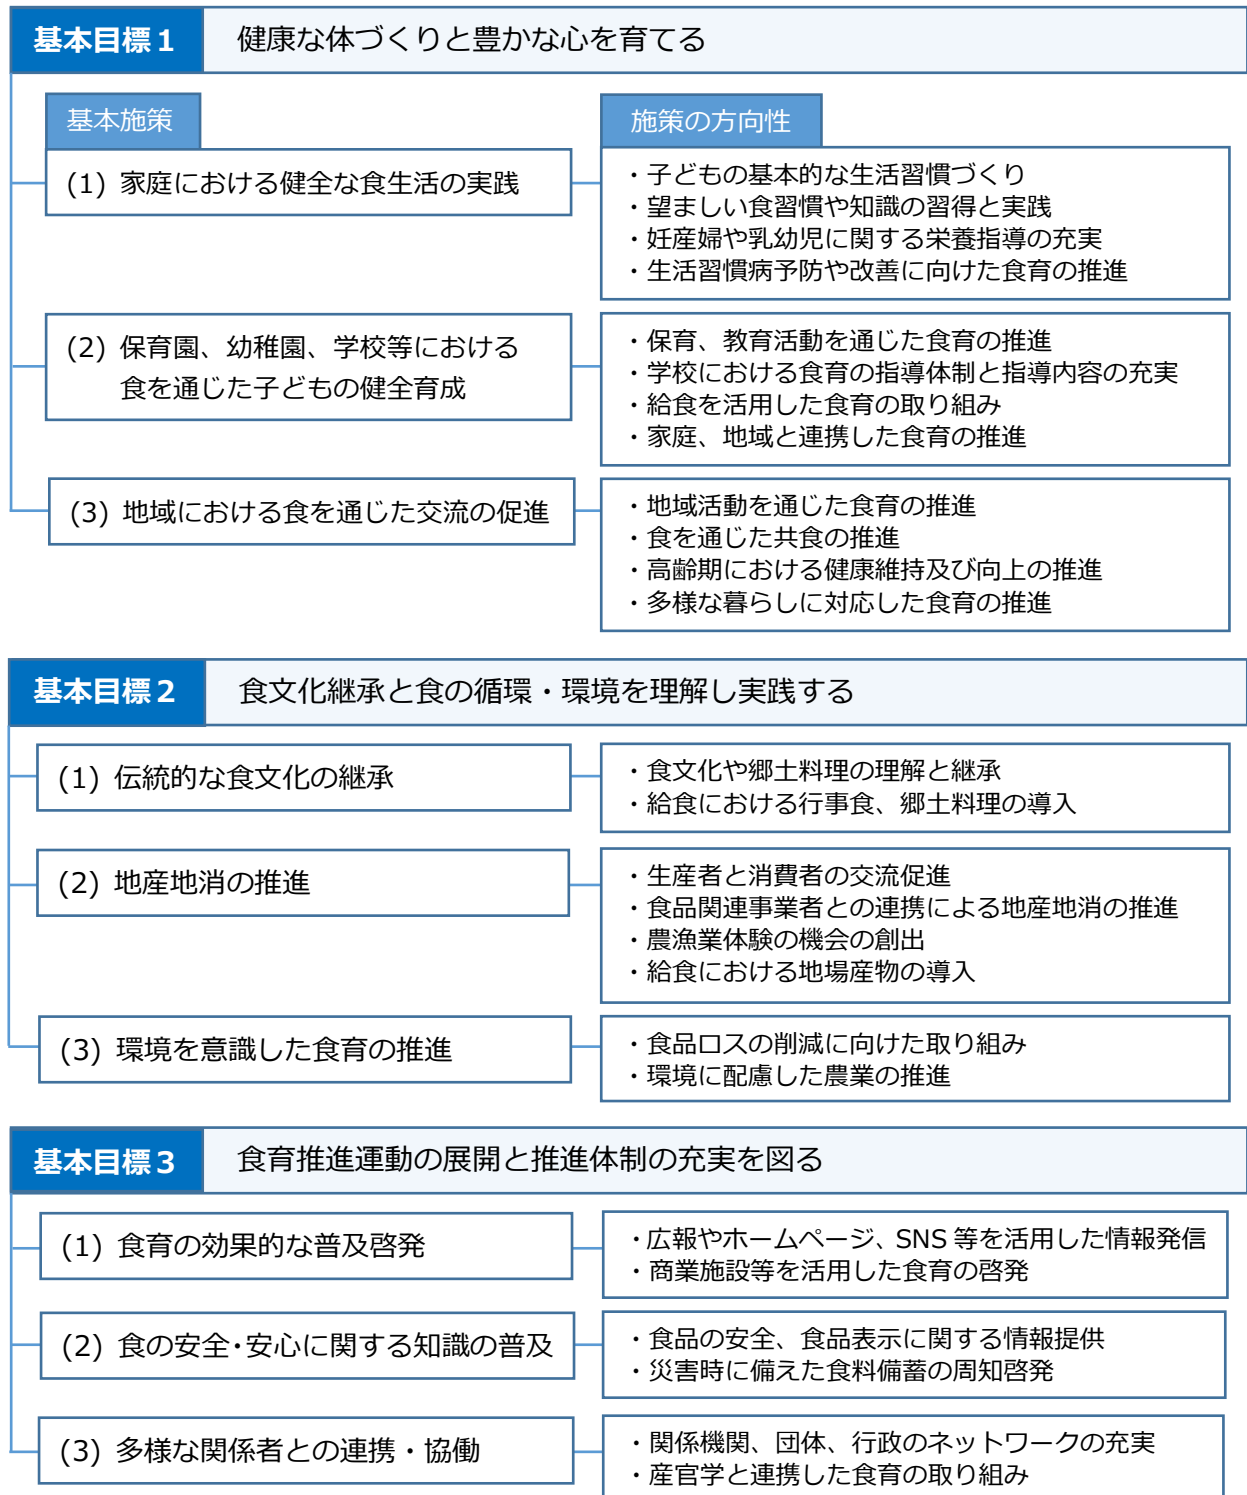 基本目標１ 健康な体づくりと豊かな心を育てる
基本施策 施策の方向性
(1) 家庭における健全な食生活の実践
・子どもの基本的な生活習慣づくり
・望ましい食習慣や知識の習得と実践
・妊産婦や乳幼児に関する栄養指導の充実
・生活習慣病予防や改善に向けた食育の推進
(2) 保育園、幼稚園、学校等における
食を通じた子どもの健全育成
・保育、教育活動を通じた食育の推進
・学校における食育の指導体制と指導内容の充実
・給食を活用した食育の取り組み
・家庭、地域と連携した食育の推進
(3) 地域における食を通じた交流の促進
・地域活動を通じた食育の推進
・食を通じた共食の推進
・高齢期における健康維持及び向上の推進
・多様な暮らしに対応した食育の推進
基本目標２ 食文化継承と食の循環・環境を理解し実践する
(1) 伝統的な食文化の継承
・食文化や郷土料理の理解と継承
・給食における行事食、郷土料理の導入
(2) 地産地消の推進
・生産者と消費者の交流促進
・食品関連事業者との連携による地産地消の推進
・農漁業体験の機会の創出
・給食における地場産物の導入
(3) 環境を意識した食育の推進
・食品ロスの削減に向けた取り組み
・環境に配慮した農業の推進
基本目標３ 食育推進運動の展開と推進体制の充実を図る
(1) 食育の効果的な普及啓発
・広報やホームページ、SNS 等を活用した情報発信
・商業施設等を活用した食育の啓発
(2) 食の安全・安心に関する知識の普及
・食品の安全、食品表示に関する情報提供
・災害時に備えた食料備蓄の周知啓発
(3) 多様な関係者との連携・協働
・関係機関、団体、行政のネットワークの充実
・産官学と連携した食育の取り組み